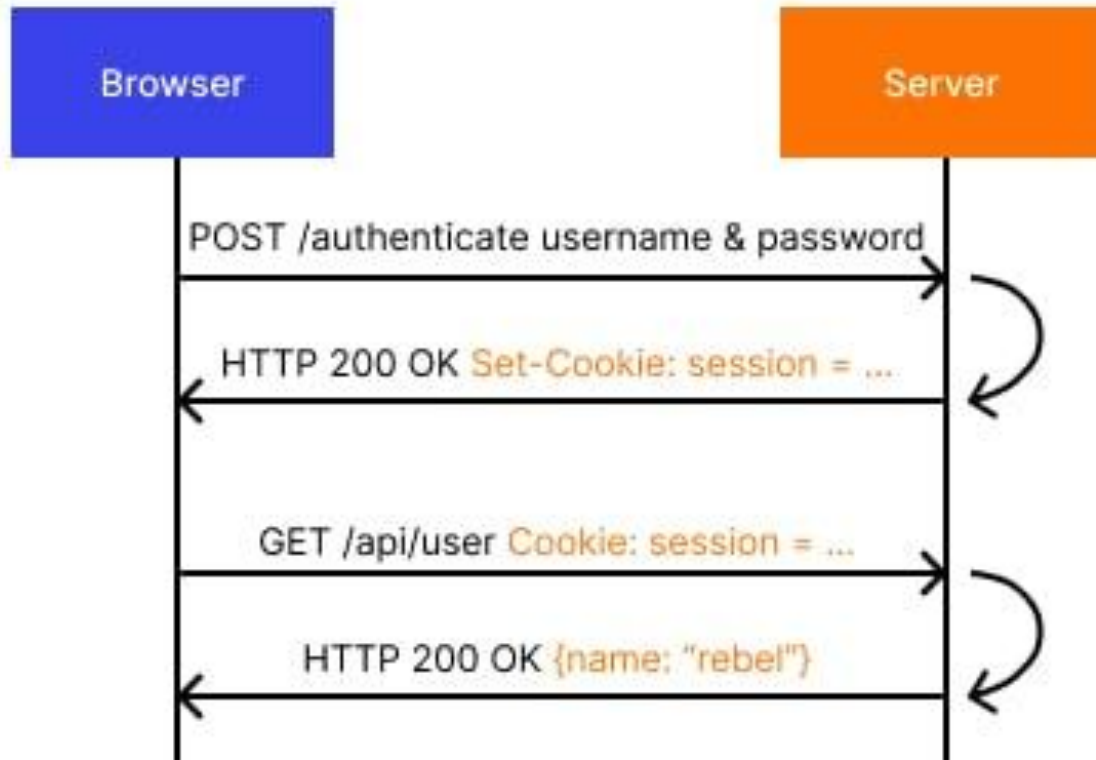 Browser
Server
POST /authenticate username & password
HTTP 200 OK Set-Cookie: session = ...
GET /api/user Cookie: session = ...
HTTP 200 OK {name: “rebel”}